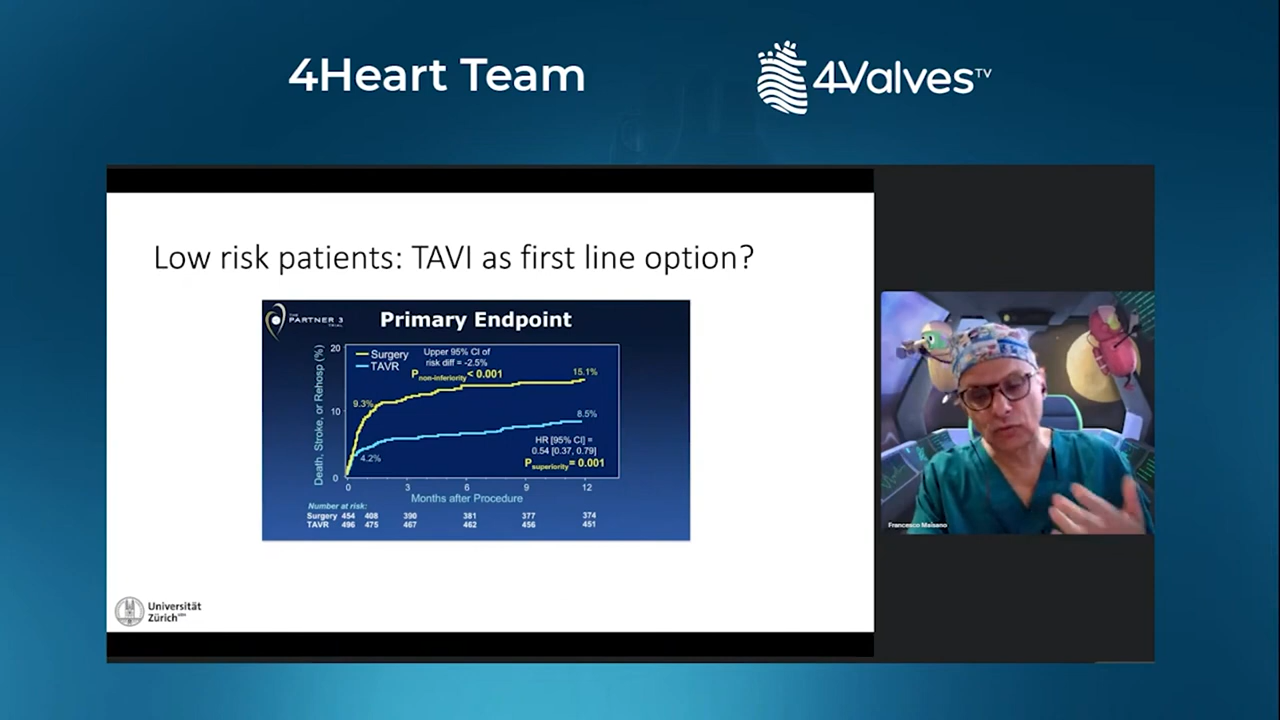 4Heart Team
4Valves TV
Low risk patients: TAVI as first line option?
THE
PARTNER 3
TRIAL
Primary Endpoint
Death, Stroke, or Rehosp (%)
20
10
0
Surgery
TAVR
Upper 95% CI of
risk diff = -2.5%
P non-inferiority < 0.001
15.1%
9.3%
8.5%
4.2%
HR [95% CI] =
0.54 [0.37, 0.79]
P superiority = 0.001
0 3 6 9 12
Months after Procedure
Number at risk:
Surgery 454 408 390 381 377 374
TAVR 496 475 467 462 456 451
Francesco Maisano
Universität
Zürich UZH